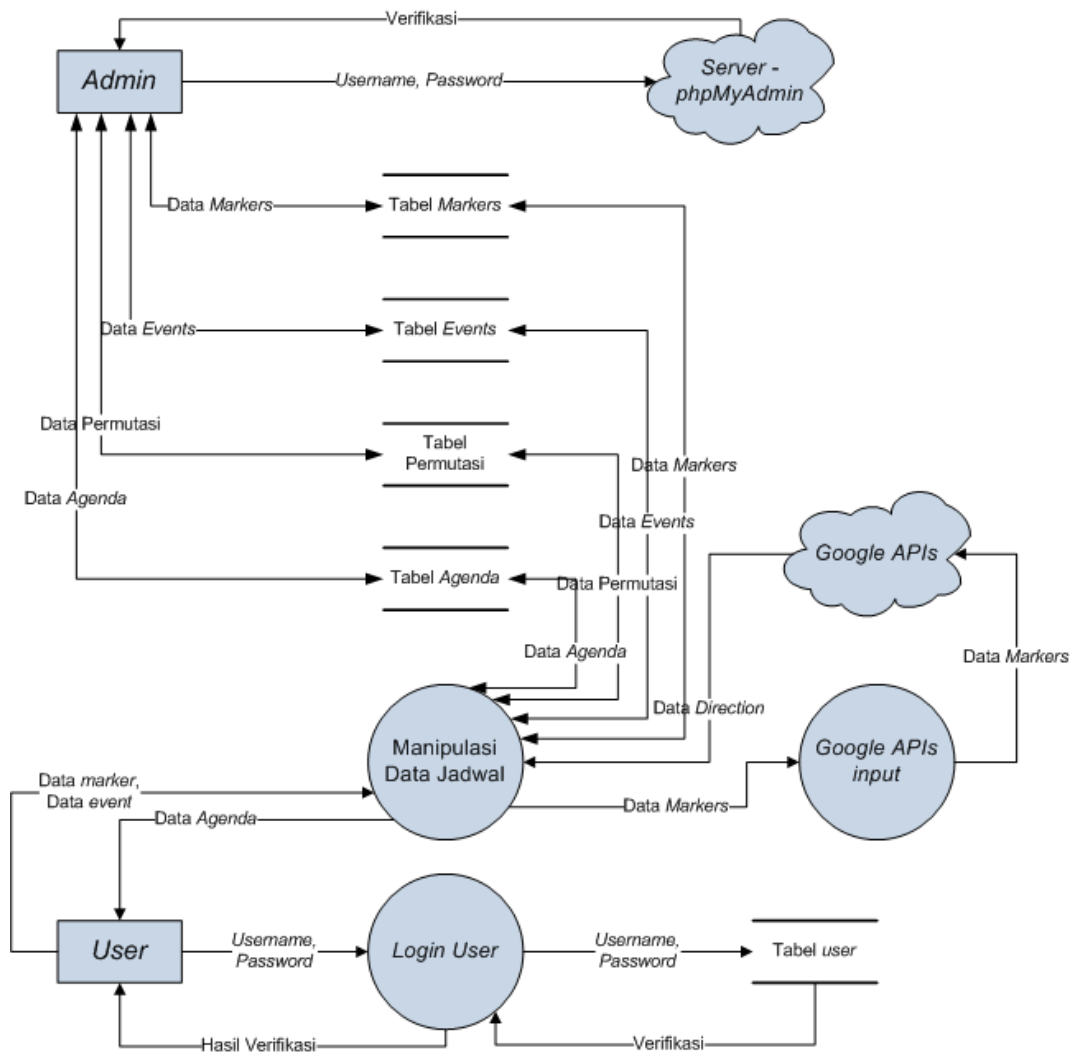 Verifikasi
Admin
Username, Password
Server -
phpMyAdmin
Data Markers
Tabel Markers
Data Events
Tabel Events
Data Permutasi
Tabel
Permutasi
Data Markers
Data Agenda
Data Events
Google APIs
Tabel Agenda
Data Permutasi
Data Agenda
Data Markers
Data Direction
Manipulasi
Data Jadwal
Google APIs
input
Data marker,
Data event
Data Markers
Data Agenda
User
Username,
Password
Login User
Username,
Password
Tabel user
Hasil Verifikasi
Verifikasi